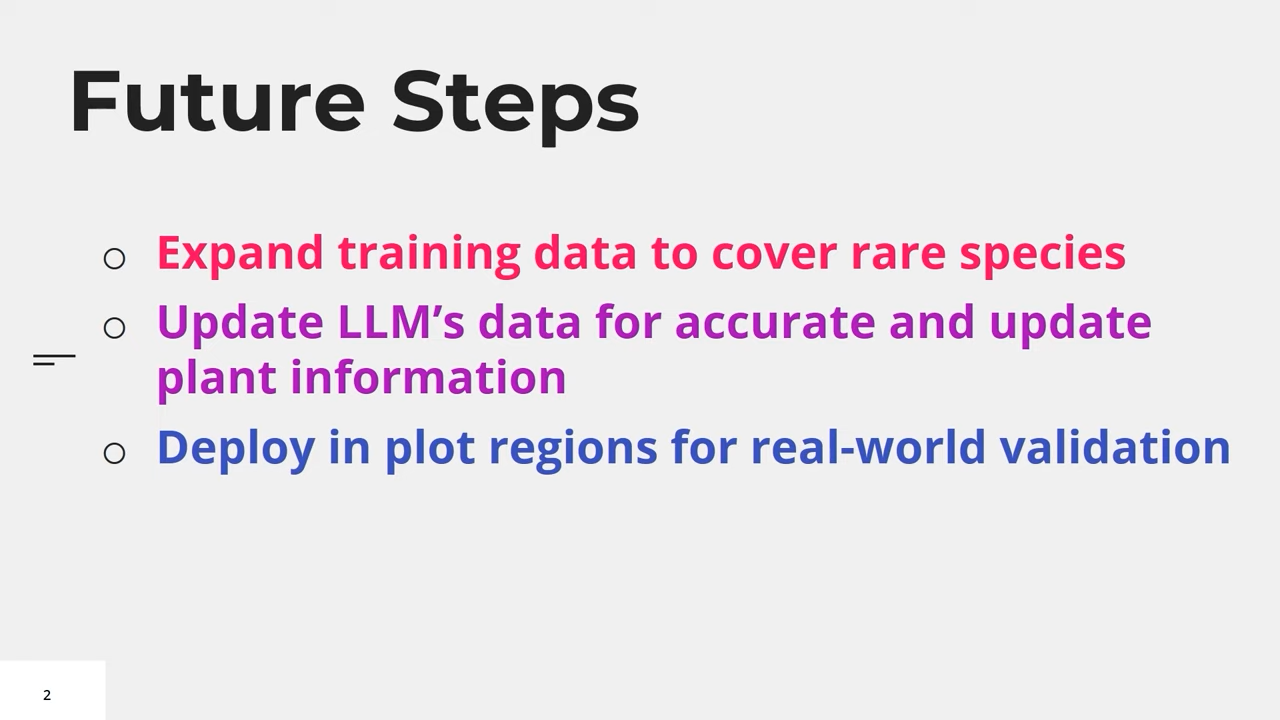 Future Steps
Expand training data to cover rare species
Update LLM’s data for accurate and update
plant information
Deploy in plot regions for real-world validation
2